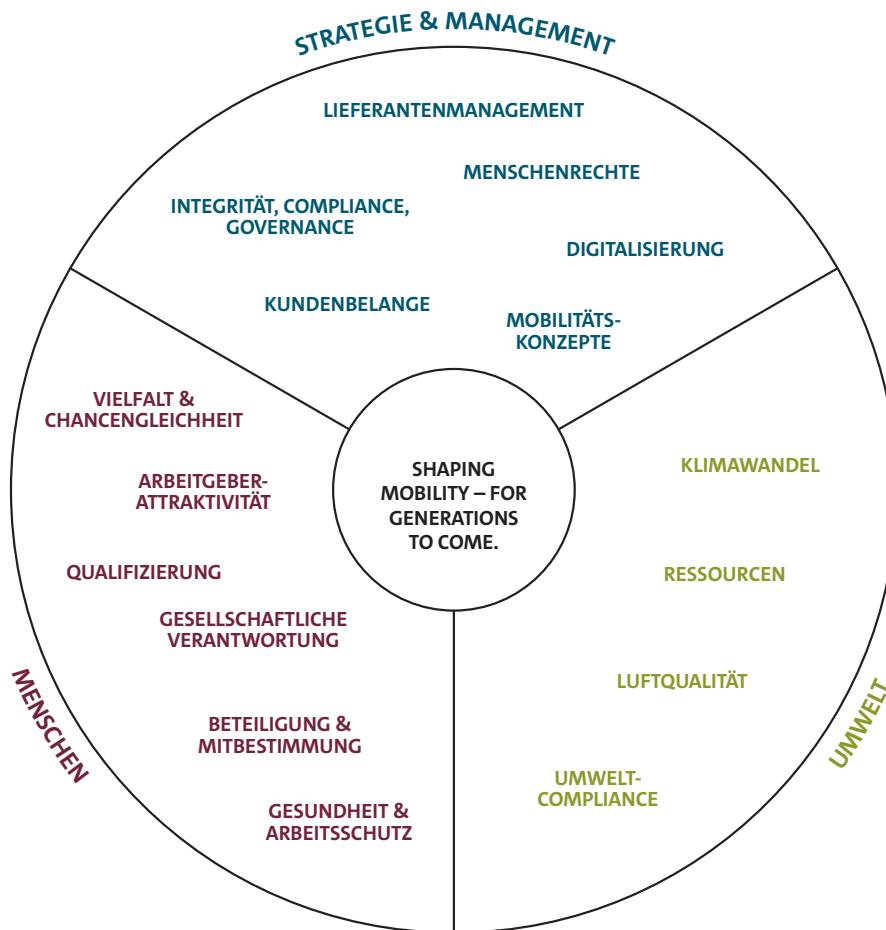 STRATEGIE & MANAGEMENT
LIEFERANTENMANAGEMENT
MENSCHENRECHTE
INTEGRITÄT, COMPLIANCE,
GOVERNANCE
DIGITALISIERUNG
KUNDENBELANGE
MOBILITÄTS-
KONZEPTE
VIELFALT &
CHANCENGLEICHHEIT
ARBEITGEBER-
ATTRAKTIVITÄT
QUALIFIZIERUNG
GESELLSCHAFTLICHE
VERANTWORTUNG
BETEILIGUNG &
MITBESTIMMUNG
GESUNDHEIT &
ARBEITSSCHUTZ
MENSCHEN
SHAPING
MOBILITY – FOR
GENERATIONS
TO COME.
KLIMAWANDEL
RESSOURCEN
LUFTQUALITÄT
UMWELT-
COMPLIANCE
UMWELT